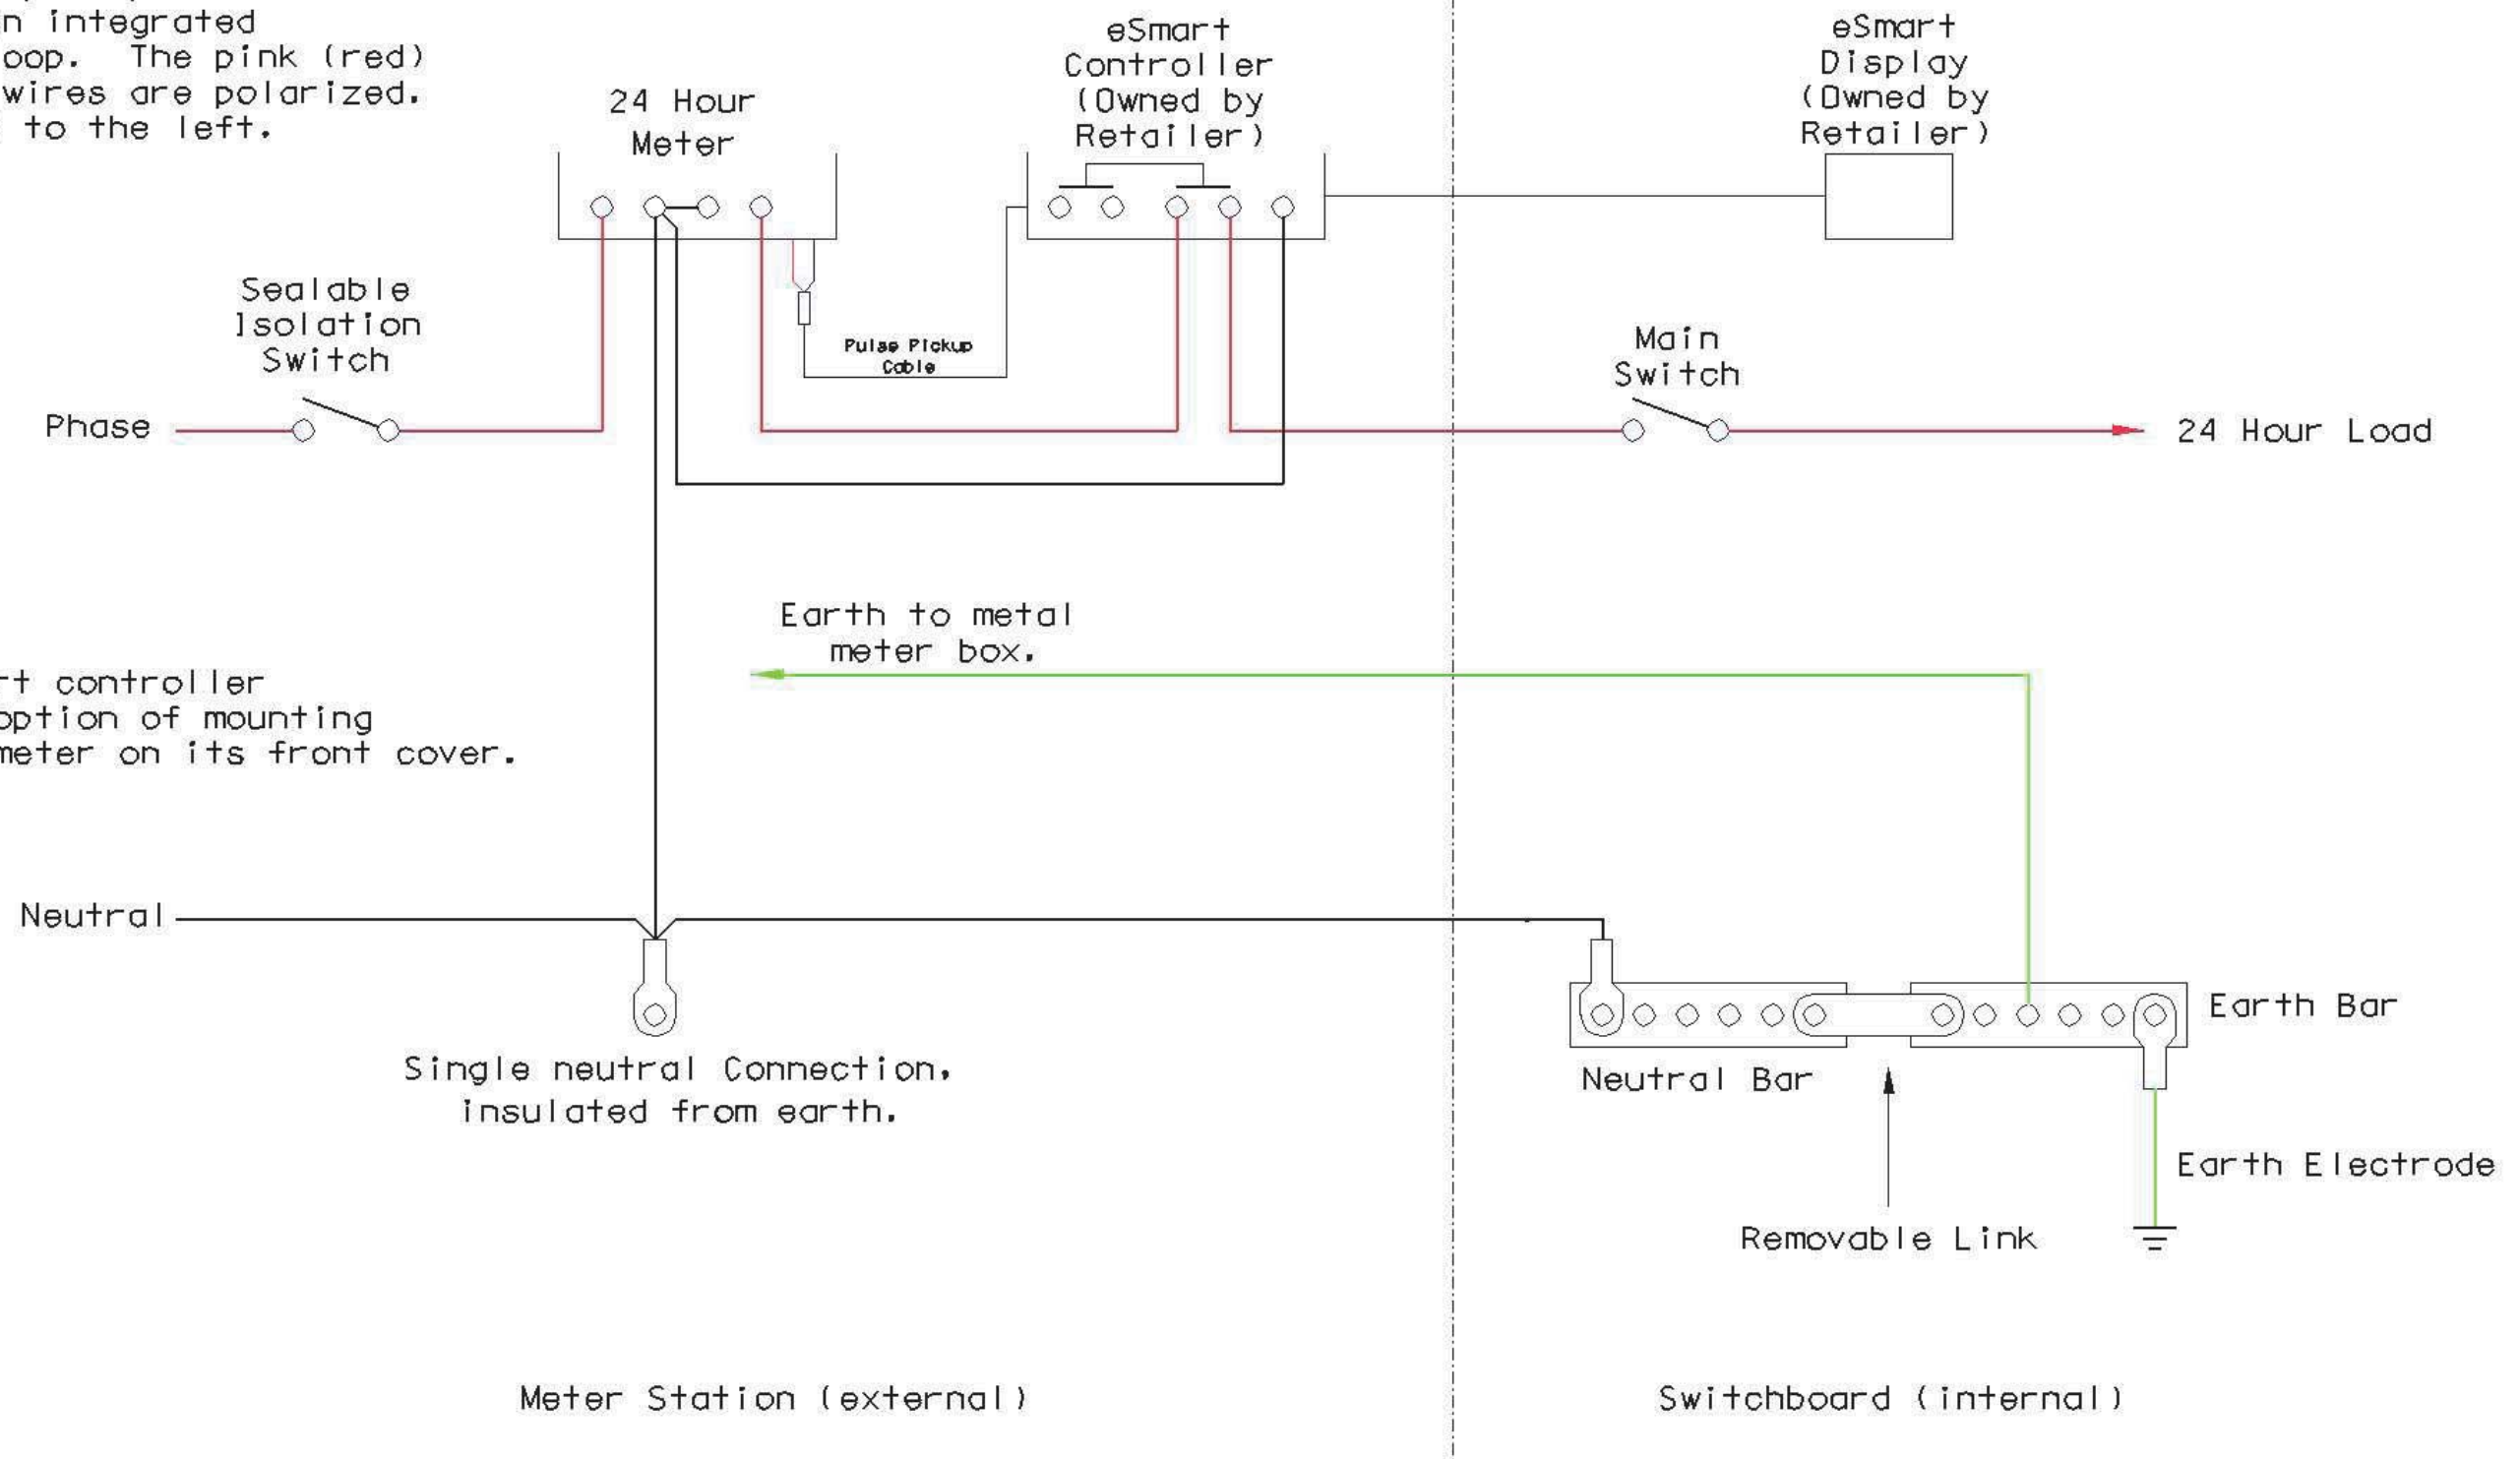 n integrated
oop. The pink (red)
wires are polarized.
to the left.
24 Hour
Meter
eSmart
Controller
(Owned by
Retailer)
eSmart
Display
(Owned by
Retailer)
Sealable
Isolation
Switch
Pulse Pickup
Cable
Main
Switch
Phase
24 Hour Load
Earth to metal
meter box.
rt controller
option of mounting
meter on its front cover.
Neutral
Single neutral Connection,
insulated from earth.
Neutral Bar
Earth Bar
Earth Electrode
Removable Link
Meter Station (external)
Switchboard (internal)